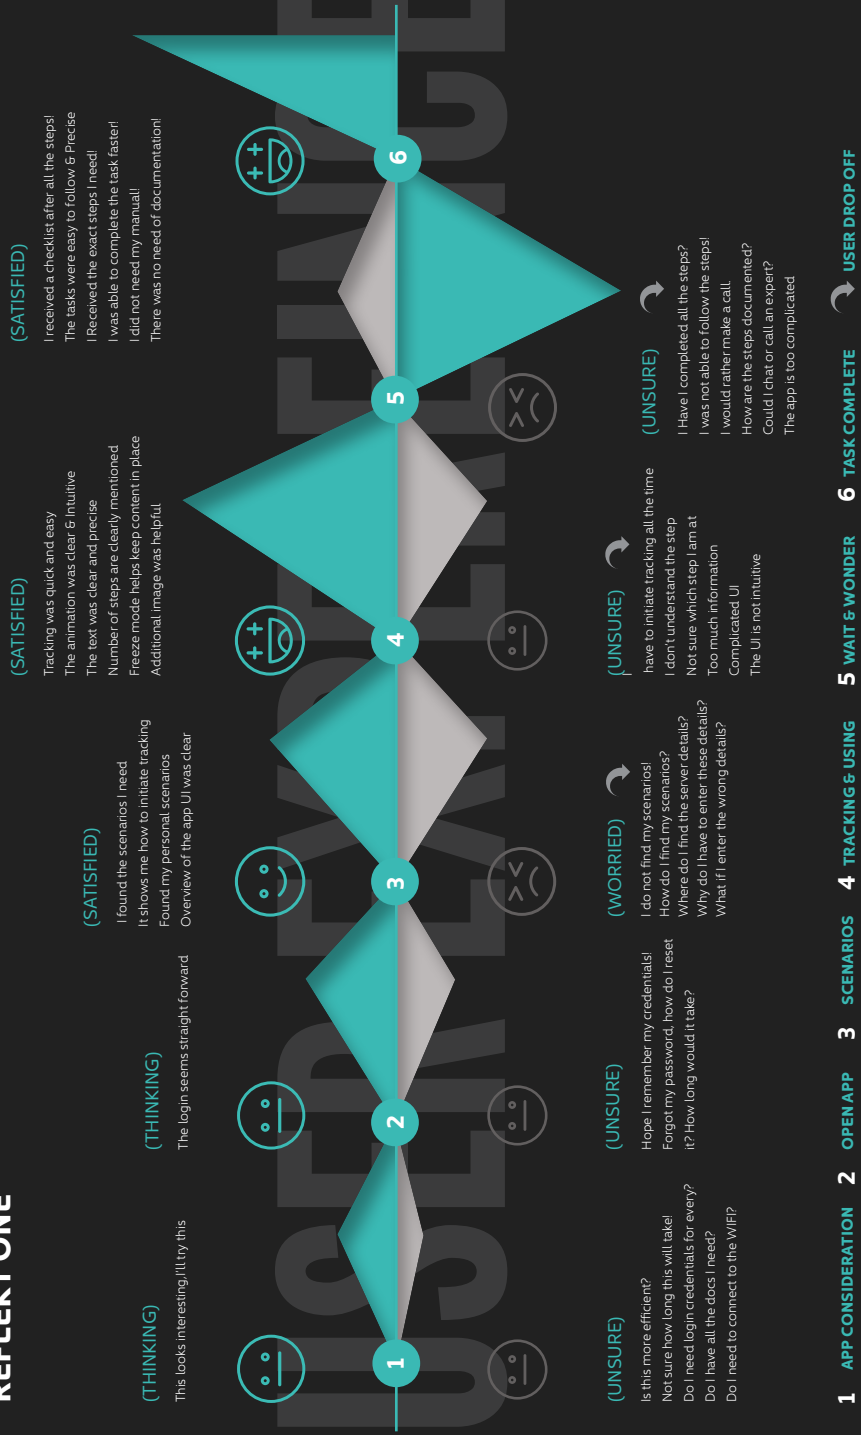 REFLEKT ONE
USER EXPERIENCE
(THINKING)
This looks interesting,I'll try this
(THINKING)
The login seems straight forward
(SATISFIED)
I found the scenarios I need
It shows me how to initiate tracking
Found my personal scenarios
Overview of the app UI was clear
(SATISFIED)
Tracking was quick and easy
The animation was clear & Intuitive
The text was clear and precise
Number of steps are clearly mentioned
Freeze mode helps keep content in place
Additional image was helpful
(SATISFIED)
I received a checklist after all the steps!
The tasks were easy to follow & Precise
I Received the exact steps I need!
I was able to complete the task faster!
I did not need my manual!
There was no need of documentation!
1
2
3
4
5
6
(UNSURE)
Is this more efficient?
Not sure how long this will take!
Do I need login credentials for every?
Do I have all the docs I need?
Do I need to connect to the WIFI?
(UNSURE)
Hope I remember my credentials!
Forgot my password, how do I reset
it? How long would it take?
(WORRIED)
I do not find my scenarios!
How do I find my scenarios?
Where do I find the server details?
Why do I have to enter these details?
What if I enter the wrong details?
(UNSURE)
I
have to initiate tracking all the time
I don't understand the step
Not sure which step I am at
Too much information
Complicated UI
The UI is not intuitive
(UNSURE)
I Have I completed all the steps?
I was not able to follow the steps!
I would rather make a call
How are the steps documented?
Could I chat or call an expert?
The app is too complicated
1 APP CONSIDERATION
2 OPEN APP
3 SCENARIOS
4 TRACKING & USING
5 WAIT & WONDER
6 TASK COMPLETE
USER DROP OFF